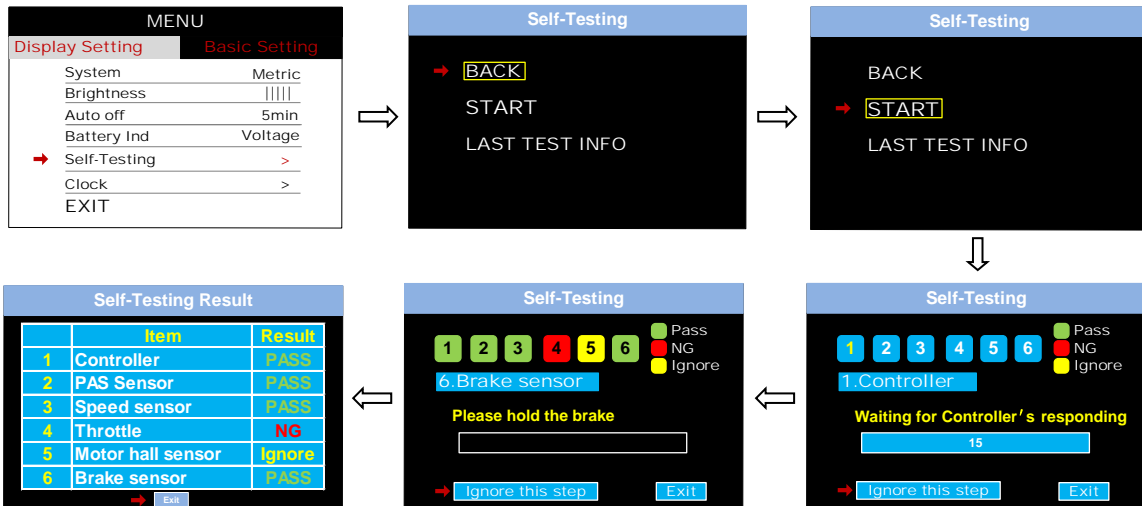 MENU
Display Setting Basic Setting
System Metric
Brightness |||||
Auto off 5min
Battery Ind Voltage
Self-Testing >
Clock >
EXIT
Self-Testing
BACK
START
LAST TEST INFO
Self-Testing
BACK
START
LAST TEST INFO
Self-Testing Result
Item Result
1 Controller PASS
2 PAS Sensor PASS
3 Speed sensor PASS
4 Throttle NG
5 Motor hall sensor Ignore
6 Brake sensor PASS
Exit
Self-Testing
Pass
1 2 3 4 5 6 NG
Ignore
6.Brake sensor
Please hold the brake
Ignore this step Exit
Self-Testing
Pass
1 2 3 4 5 6 NG
Ignore
1.Controller
Waiting for Controller's responding
15
Ignore this step Exit